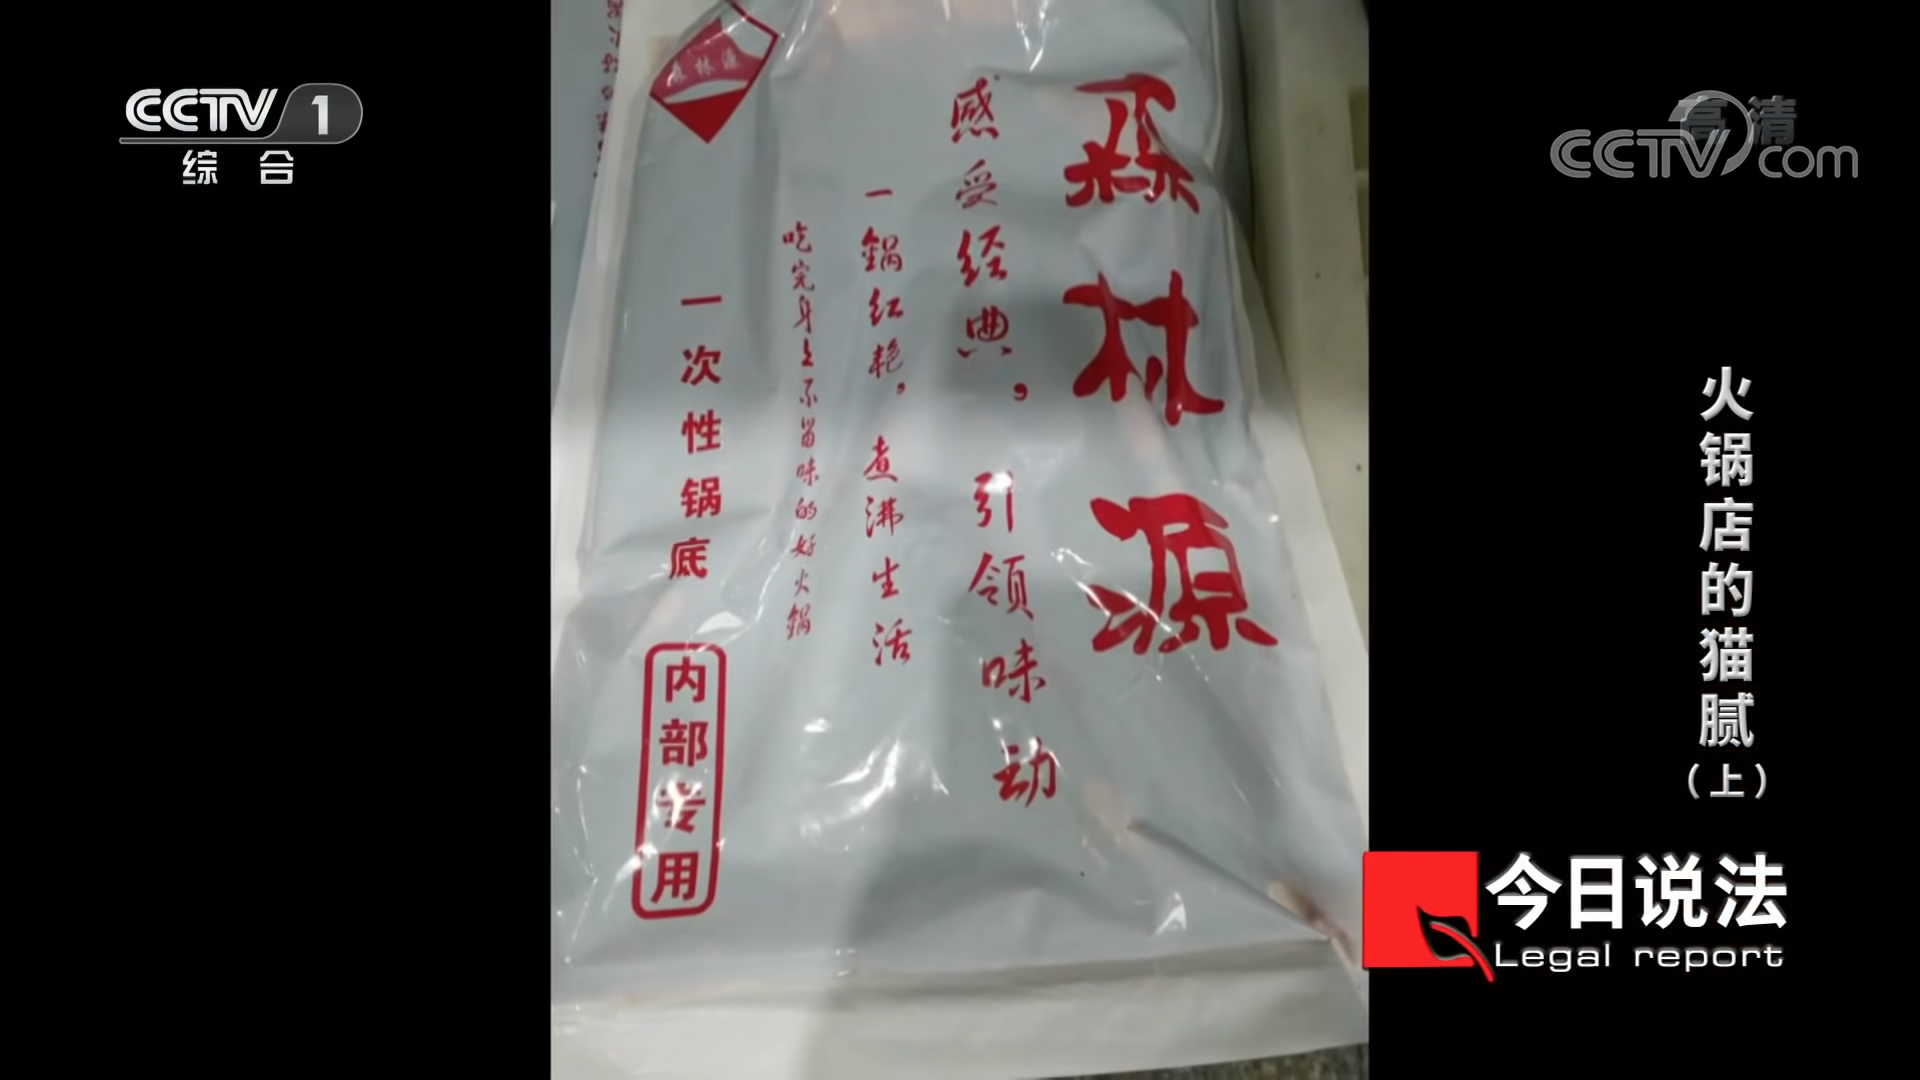 CCTV 1
综合
高清
CCTV.com
森林源
感受经典，引领味动
一锅红艳，煮沸生活
吃完身上不留味的好火锅
森林源
一次性锅底
内部专用
火锅店的猫腻
（上）
今日说法
Legal report